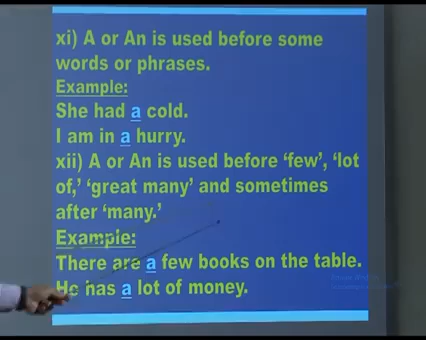 xi) A or An is used before some
words or phrases.
Example:
She had a cold.
I am in a hurry.
xii) A or An is used before ‘few’, ‘lot
of,’ ‘great many’ and sometimes
after ‘many.’
Example:
There are a few books on the table.
He has a lot of money.